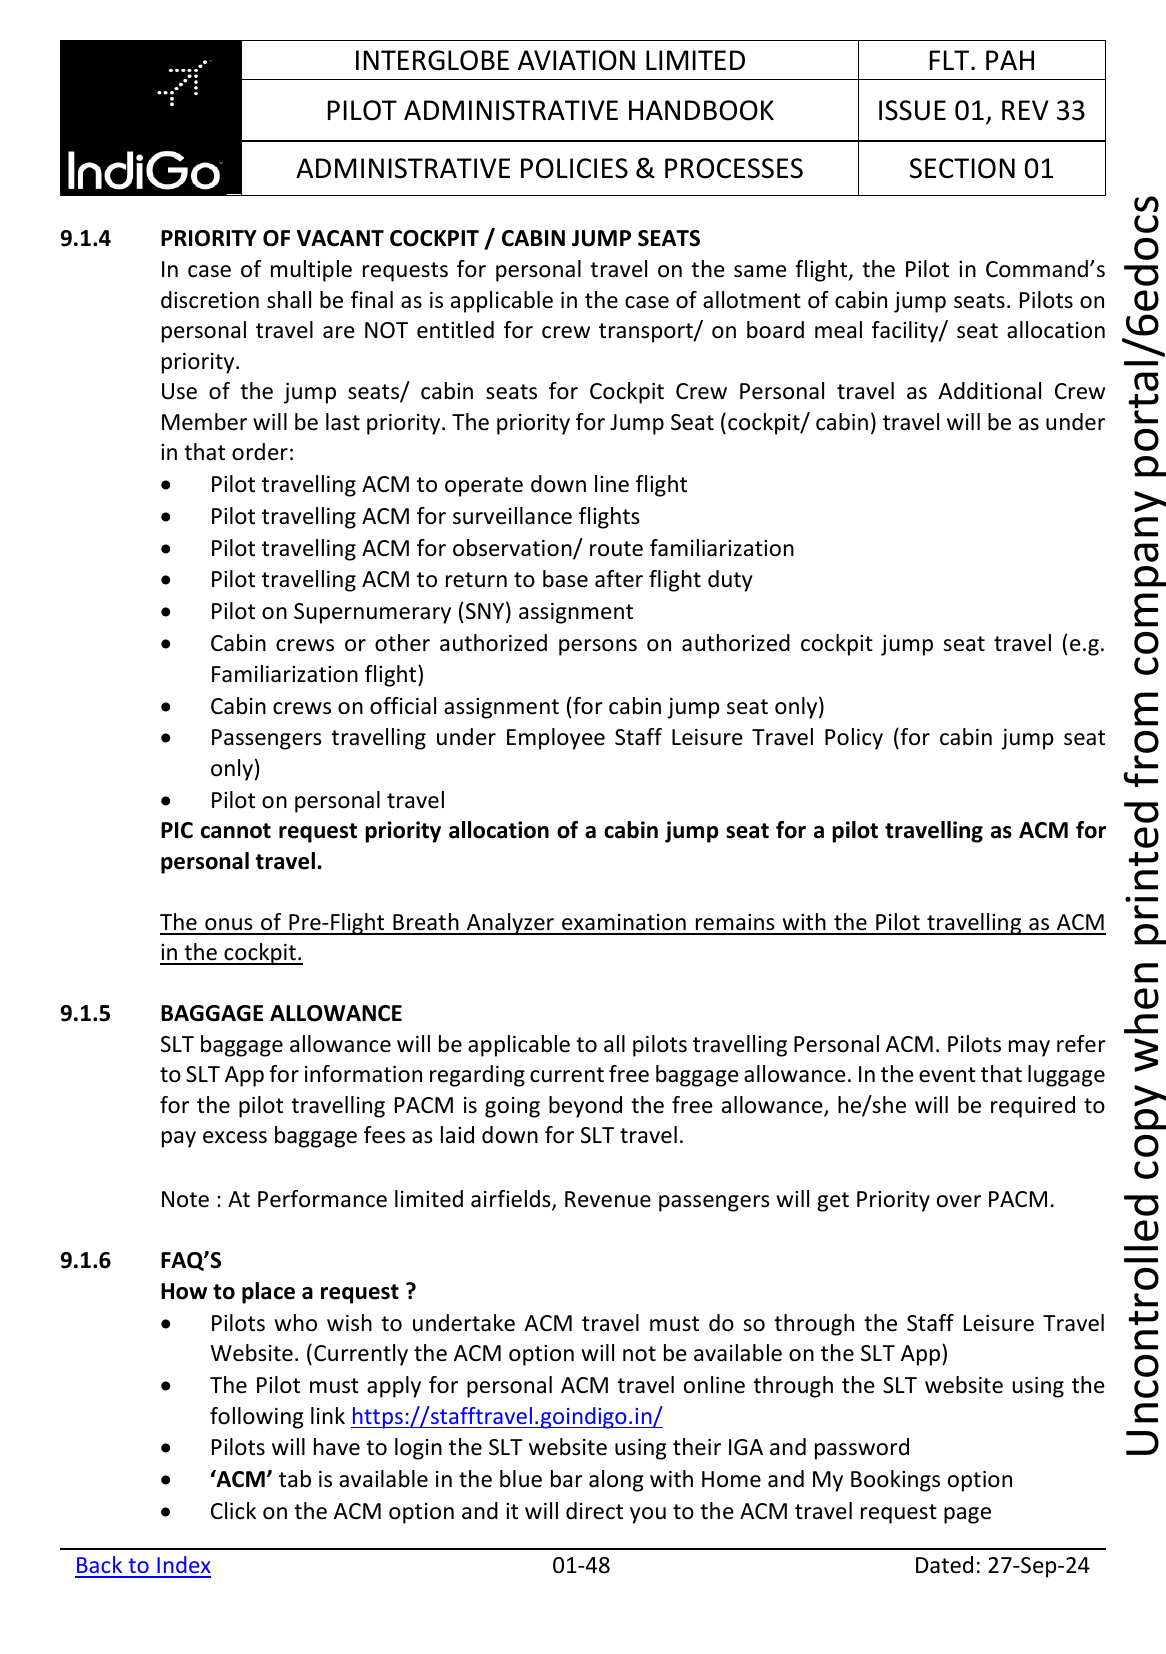 IndiGo
INTERGLOBE AVIATION LIMITED
FLT. PAH
PILOT ADMINISTRATIVE HANDBOOK
ISSUE 01, REV 33
ADMINISTRATIVE POLICIES & PROCESSES
SECTION 01
9.1.4 PRIORITY OF VACANT COCKPIT / CABIN JUMP SEATS
In case of multiple requests for personal travel on the same flight, the Pilot in Command’s
discretion shall be final as is applicable in the case of allotment of cabin jump seats. Pilots on
personal travel are NOT entitled for crew transport/ on board meal facility/ seat allocation
priority.
Use of the jump seats/ cabin seats for Cockpit Crew Personal travel as Additional Crew
Member will be last priority. The priority for Jump Seat (cockpit/ cabin) travel will be as under
in that order:
• Pilot travelling ACM to operate down line flight
• Pilot travelling ACM for surveillance flights
• Pilot travelling ACM for observation/ route familiarization
• Pilot travelling ACM to return to base after flight duty
• Pilot on Supernumerary (SNY) assignment
• Cabin crews or other authorized persons on authorized cockpit jump seat travel (e.g.
Familiarization flight)
• Cabin crews on official assignment (for cabin jump seat only)
• Passengers travelling under Employee Staff Leisure Travel Policy (for cabin jump seat
only)
• Pilot on personal travel
PIC cannot request priority allocation of a cabin jump seat for a pilot travelling as ACM for
personal travel.
The onus of Pre-Flight Breath Analyzer examination remains with the Pilot travelling as ACM
in the cockpit.
9.1.5 BAGGAGE ALLOWANCE
SLT baggage allowance will be applicable to all pilots travelling Personal ACM. Pilots may refer
to SLT App for information regarding current free baggage allowance. In the event that luggage
for the pilot travelling PACM is going beyond the free allowance, he/she will be required to
pay excess baggage fees as laid down for SLT travel.
Note : At Performance limited airfields, Revenue passengers will get Priority over PACM.
9.1.6 FAQ’S
How to place a request ?
• Pilots who wish to undertake ACM travel must do so through the Staff Leisure Travel
Website. (Currently the ACM option will not be available on the SLT App)
• The Pilot must apply for personal ACM travel online through the SLT website using the
following link https://stafftravel.goindigo.in/
• Pilots will have to login the SLT website using their IGA and password
• ‘ACM’ tab is available in the blue bar along with Home and My Bookings option
• Click on the ACM option and it will direct you to the ACM travel request page
Back to Index 01-48 Dated: 27-Sep-24
Uncontrolled copy when printed from company portal/6edocs